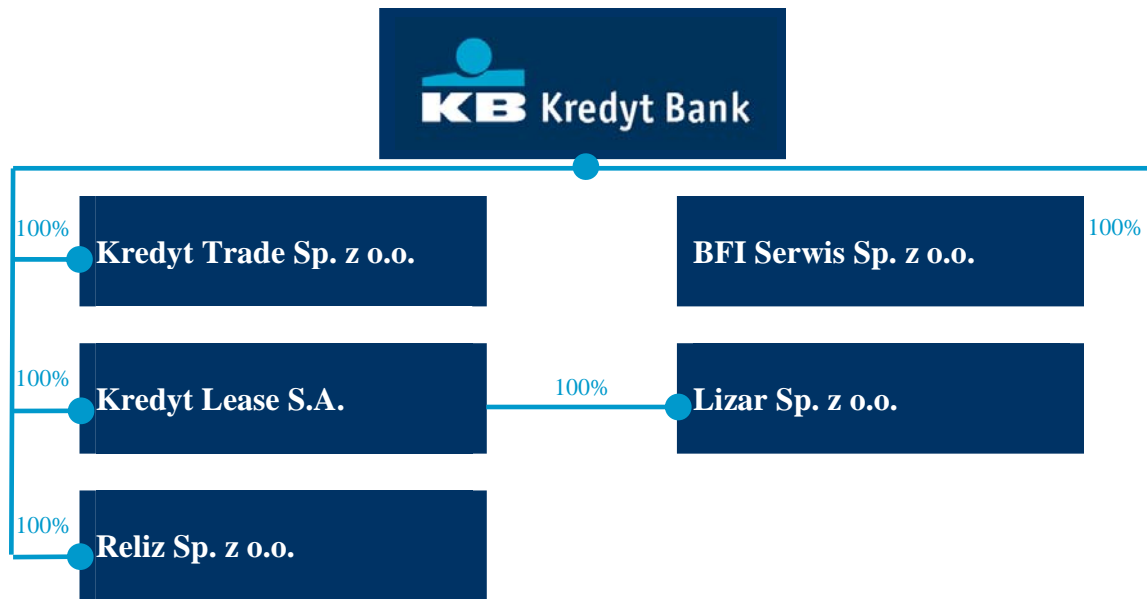 KB Kredyt Bank
100%
Kredyt Trade Sp. z o.o.
BFI Serwis Sp. z o.o.
100%
100%
Kredyt Lease S.A.
100%
Lizar Sp. z o.o.
100%
Reliz Sp. z o.o.